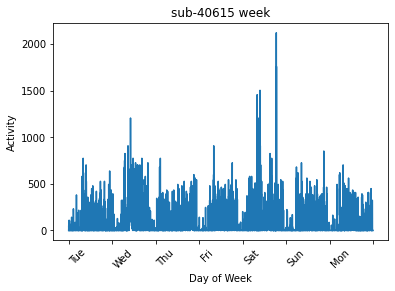 sub-40615 week
Activity
2000
1500
1000
500
0
Tue
Wed
Thu
Fri
Sat
Sun
Mon
Day of Week